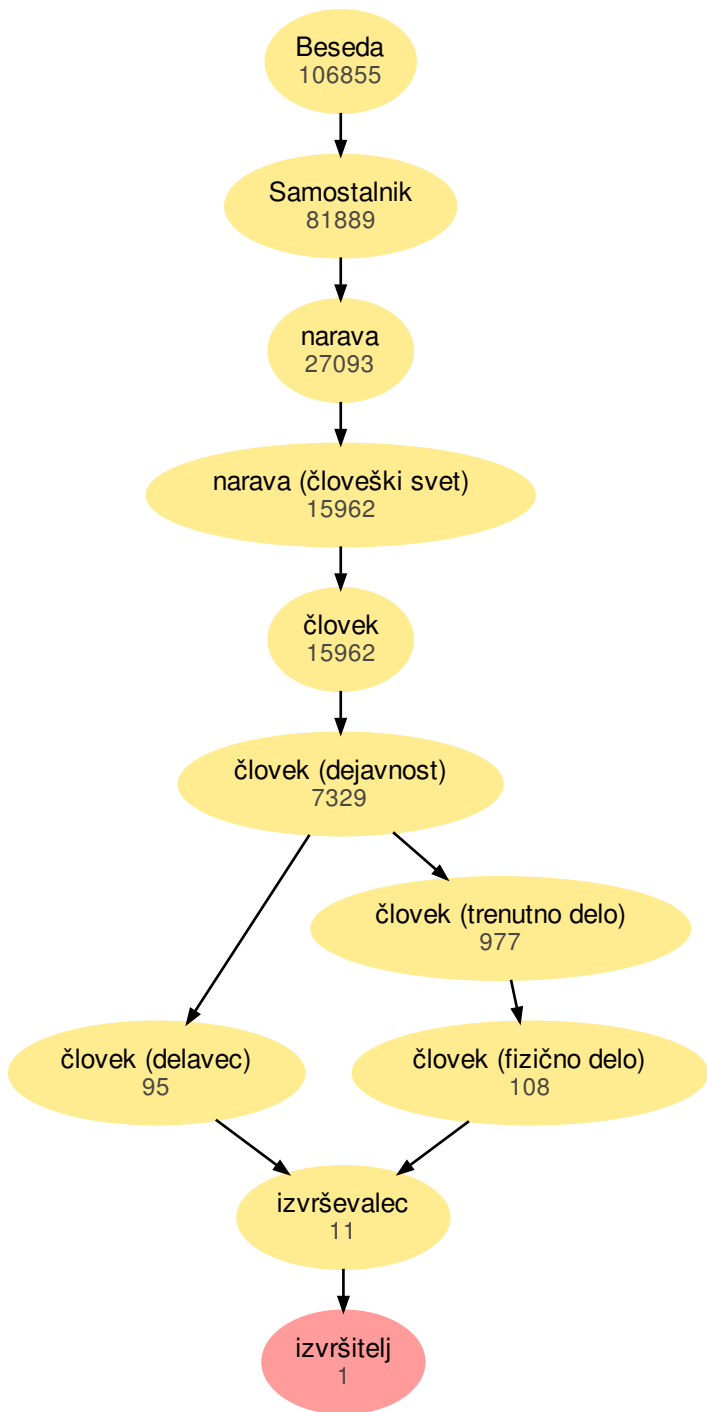 Beseda
106855
Samostalnik
81889
narava
27093
narava (človeški svet)
15962
človek
15962
človek (dejavnost)
7329
človek (trenutno delo)
977
človek (delavec)
95
človek (fizično delo)
108
izvrševalec
11
izvršitelj
1